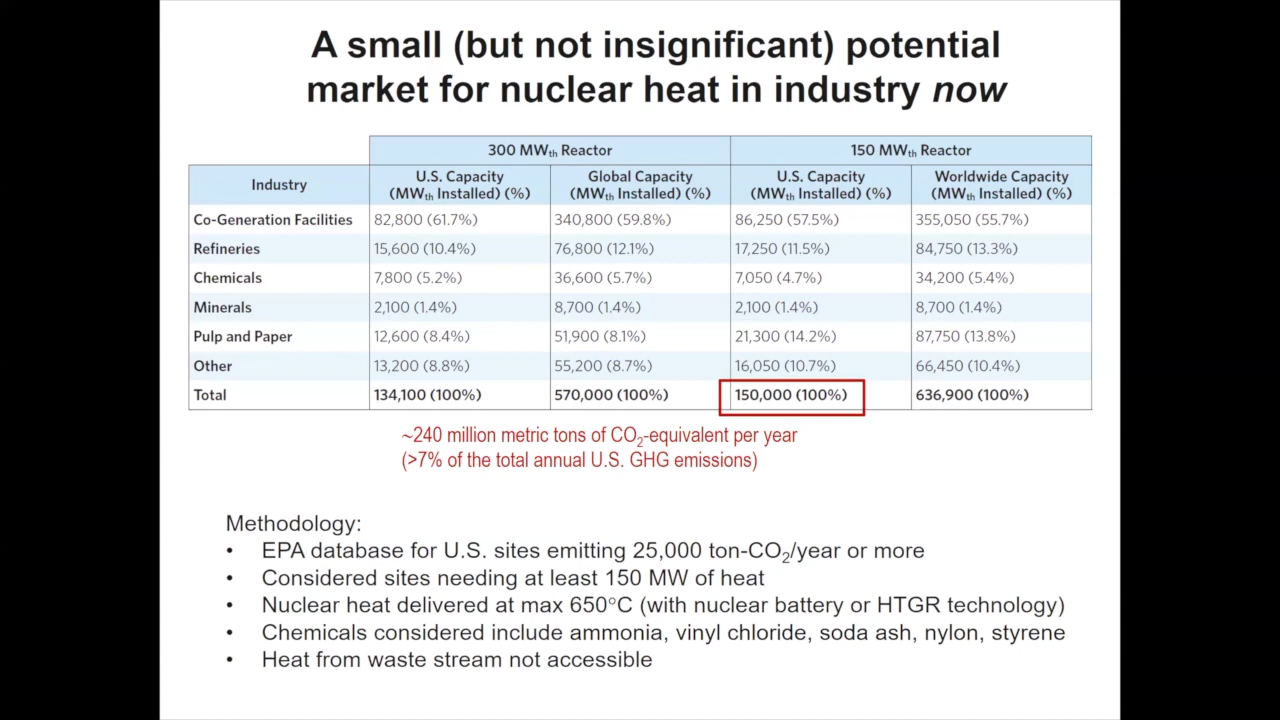 A small (but not insignificant) potential
market for nuclear heat in industry now
300 MWth Reactor 150 MWth Reactor
Industry U.S. Capacity (MWth Installed) (%) Global Capacity (MWth Installed) (%) U.S. Capacity (MWth Installed) (%) Worldwide Capacity (MWth Installed) (%)
Co-Generation Facilities 82,800 (61.7%) 340,800 (59.8%) 86,250 (57.5%) 355,050 (55.7%)
Refineries 15,600 (10.4%) 76,800 (12.1%) 17,250 (11.5%) 84,750 (13.3%)
Chemicals 7,800 (5.2%) 36,600 (5.7%) 7,050 (4.7%) 34,200 (5.4%)
Minerals 2,100 (1.4%) 8,700 (1.4%) 2,100 (1.4%) 8,700 (1.4%)
Pulp and Paper 12,600 (8.4%) 51,900 (8.1%) 21,300 (14.2%) 87,750 (13.8%)
Other 13,200 (8.8%) 55,200 (8.7%) 16,050 (10.7%) 66,450 (10.4%)
Total 134,100 (100%) 570,000 (100%) 150,000 (100%) 636,900 (100%)
~240 million metric tons of CO2-equivalent per year
(>7% of the total annual U.S. GHG emissions)
Methodology:
• EPA database for U.S. sites emitting 25,000 ton-CO2/year or more
• Considered sites needing at least 150 MW of heat
• Nuclear heat delivered at max 650°C (with nuclear battery or HTGR technology)
• Chemicals considered include ammonia, vinyl chloride, soda ash, nylon, styrene
• Heat from waste stream not accessible